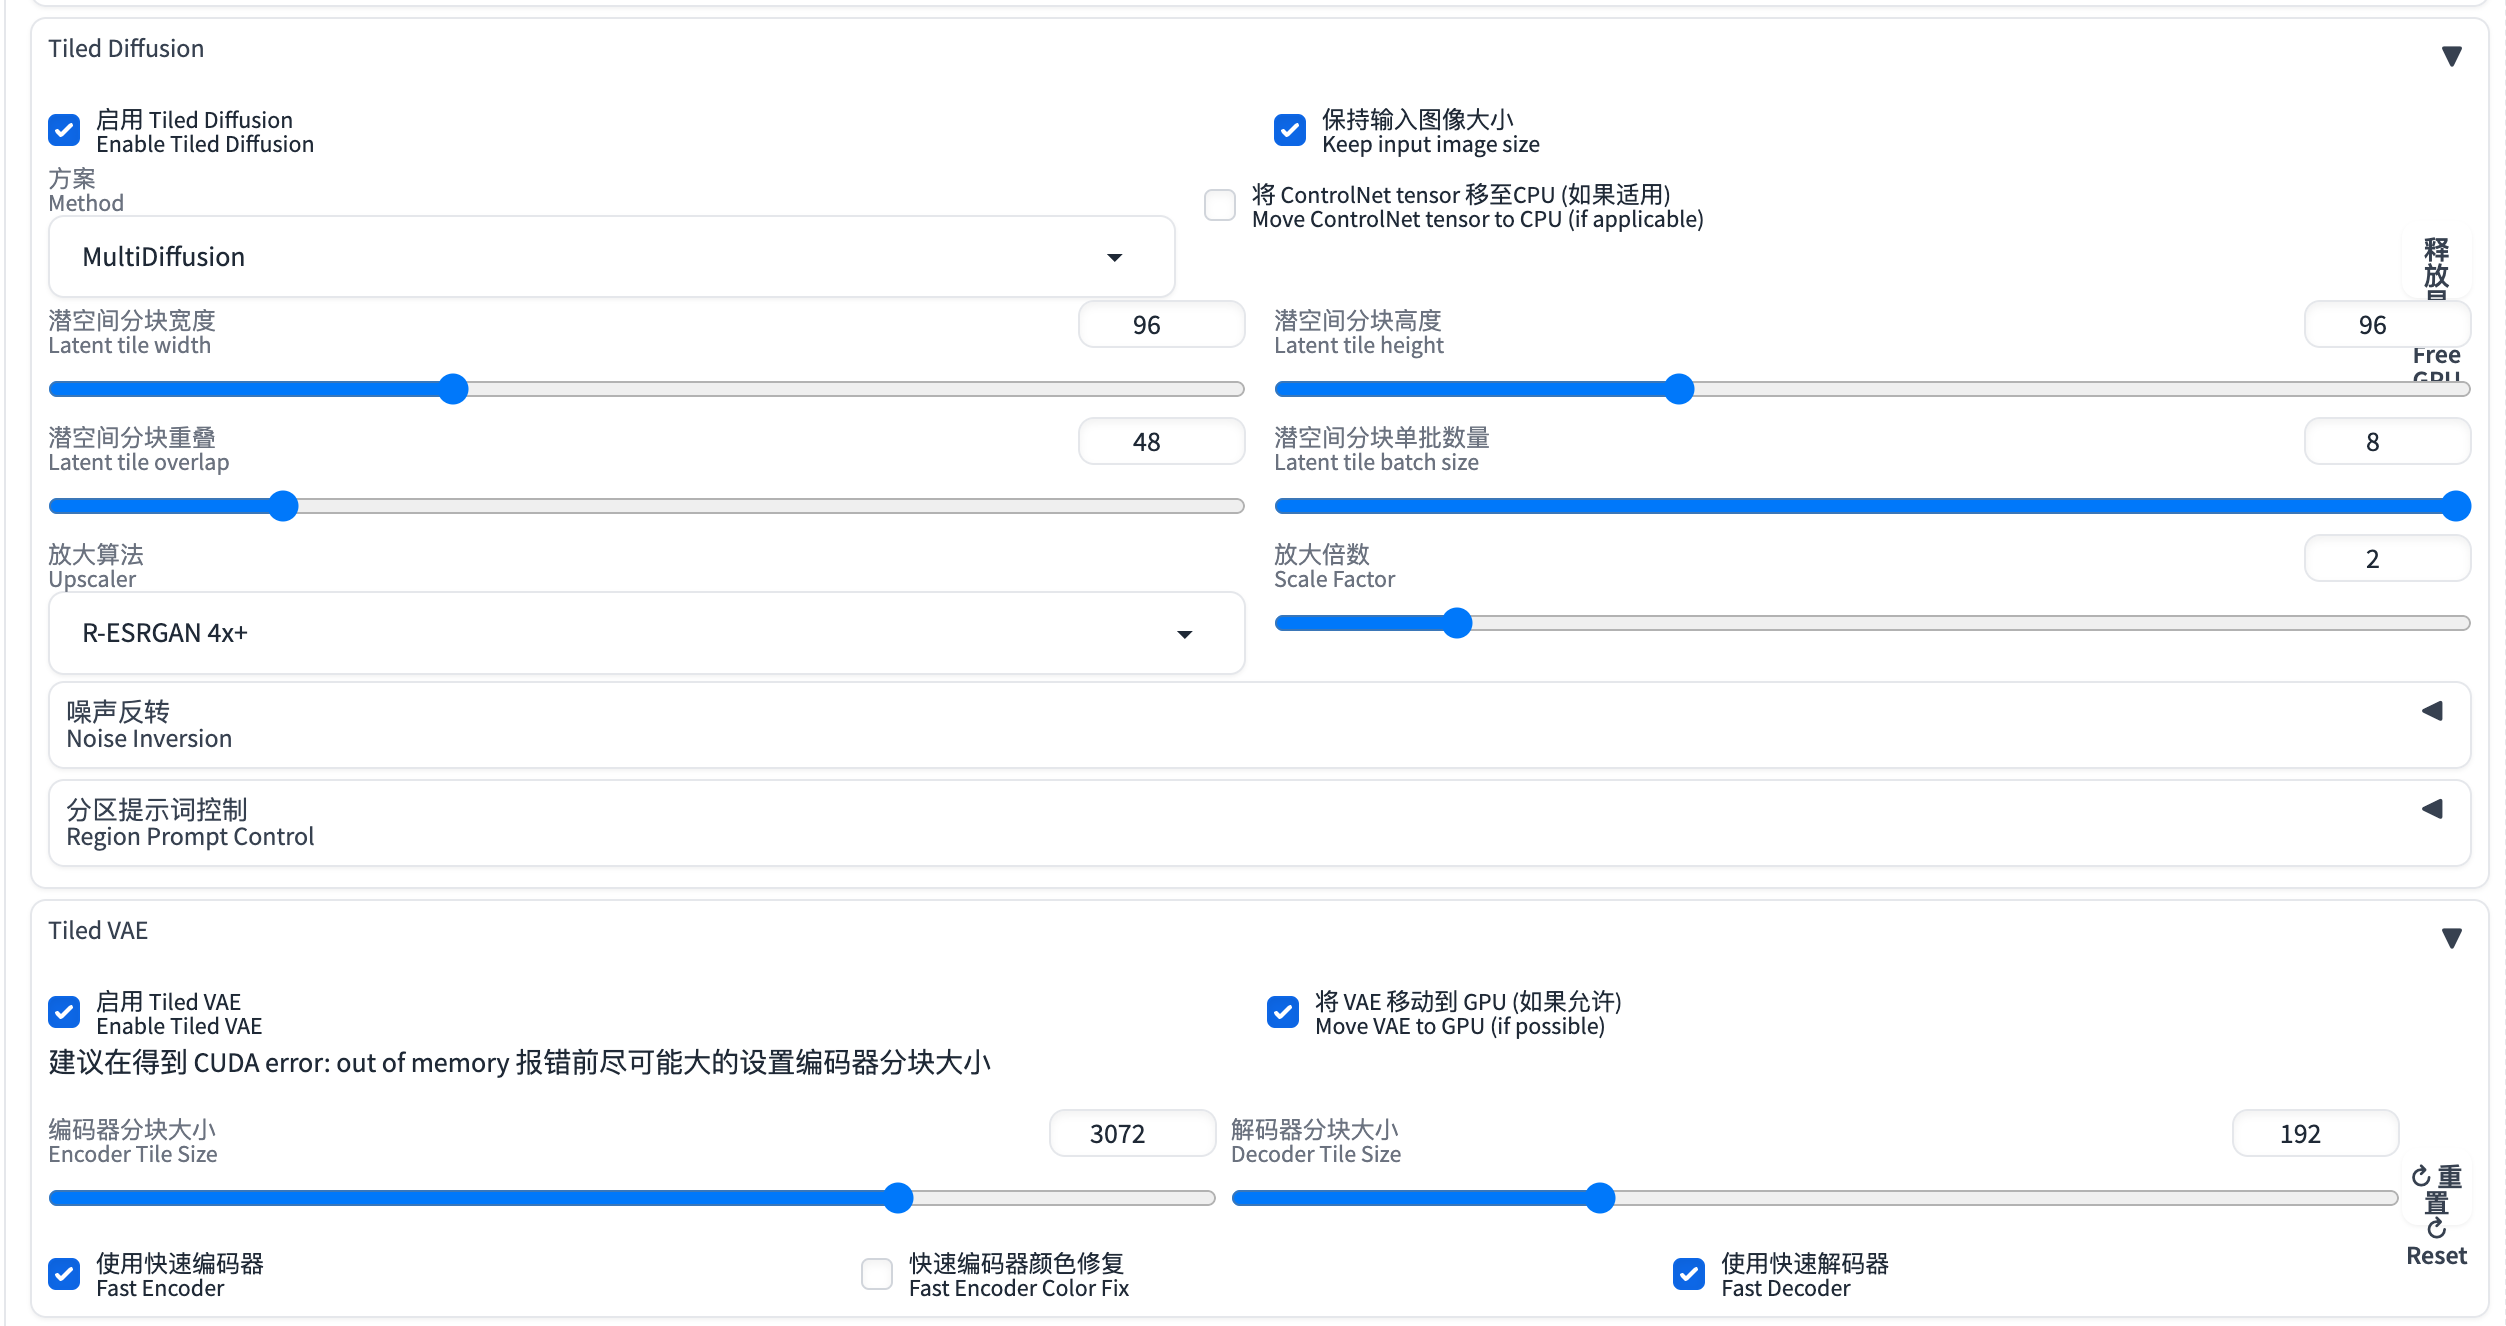 Tiled Diffusion
启用 Tiled Diffusion
Enable Tiled Diffusion
保持输入图像大小
Keep input image size
方案
Method
MultiDiffusion
将 ControlNet tensor 移至CPU (如果适用)
Move ControlNet tensor to CPU (if applicable)
释
放
潜空间分块宽度
Latent tile width
96
潜空间分块高度
Latent tile height
96
Free
GPU
潜空间分块重叠
Latent tile overlap
48
潜空间分块单批数量
Latent tile batch size
8
放大算法
Upscaler
R-ESRGAN 4x+
放大倍数
Scale Factor
2
噪声反转
Noise Inversion
分区提示词控制
Region Prompt Control
Tiled VAE
启用 Tiled VAE
Enable Tiled VAE
将 VAE 移动到 GPU (如果允许)
Move VAE to GPU (if possible)
建议在得到 CUDA error: out of memory 报错前尽可能大的设置编码器分块大小
编码器分块大小
Encoder Tile Size
3072
解码器分块大小
Decoder Tile Size
192
↻ 重
置
↻
Reset
使用快速编码器
Fast Encoder
快速编码器颜色修复
Fast Encoder Color Fix
使用快速解码器
Fast Decoder